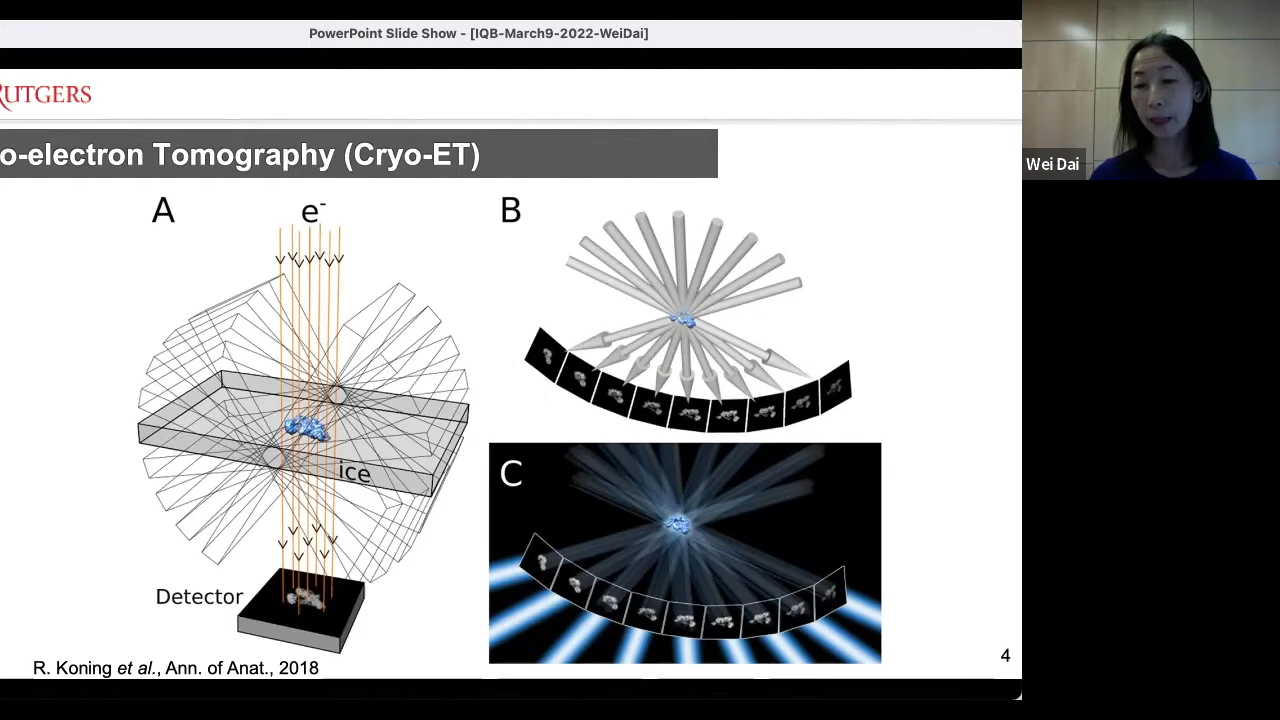 PowerPoint Slide Show - [IQB-March9-2022-WeiDai]
RUTGERS
o-electron Tomography (Cryo-ET)
A
e-
B
ice
C
Detector
R. Koning et al., Ann. of Anat., 2018
4
Wei Dai